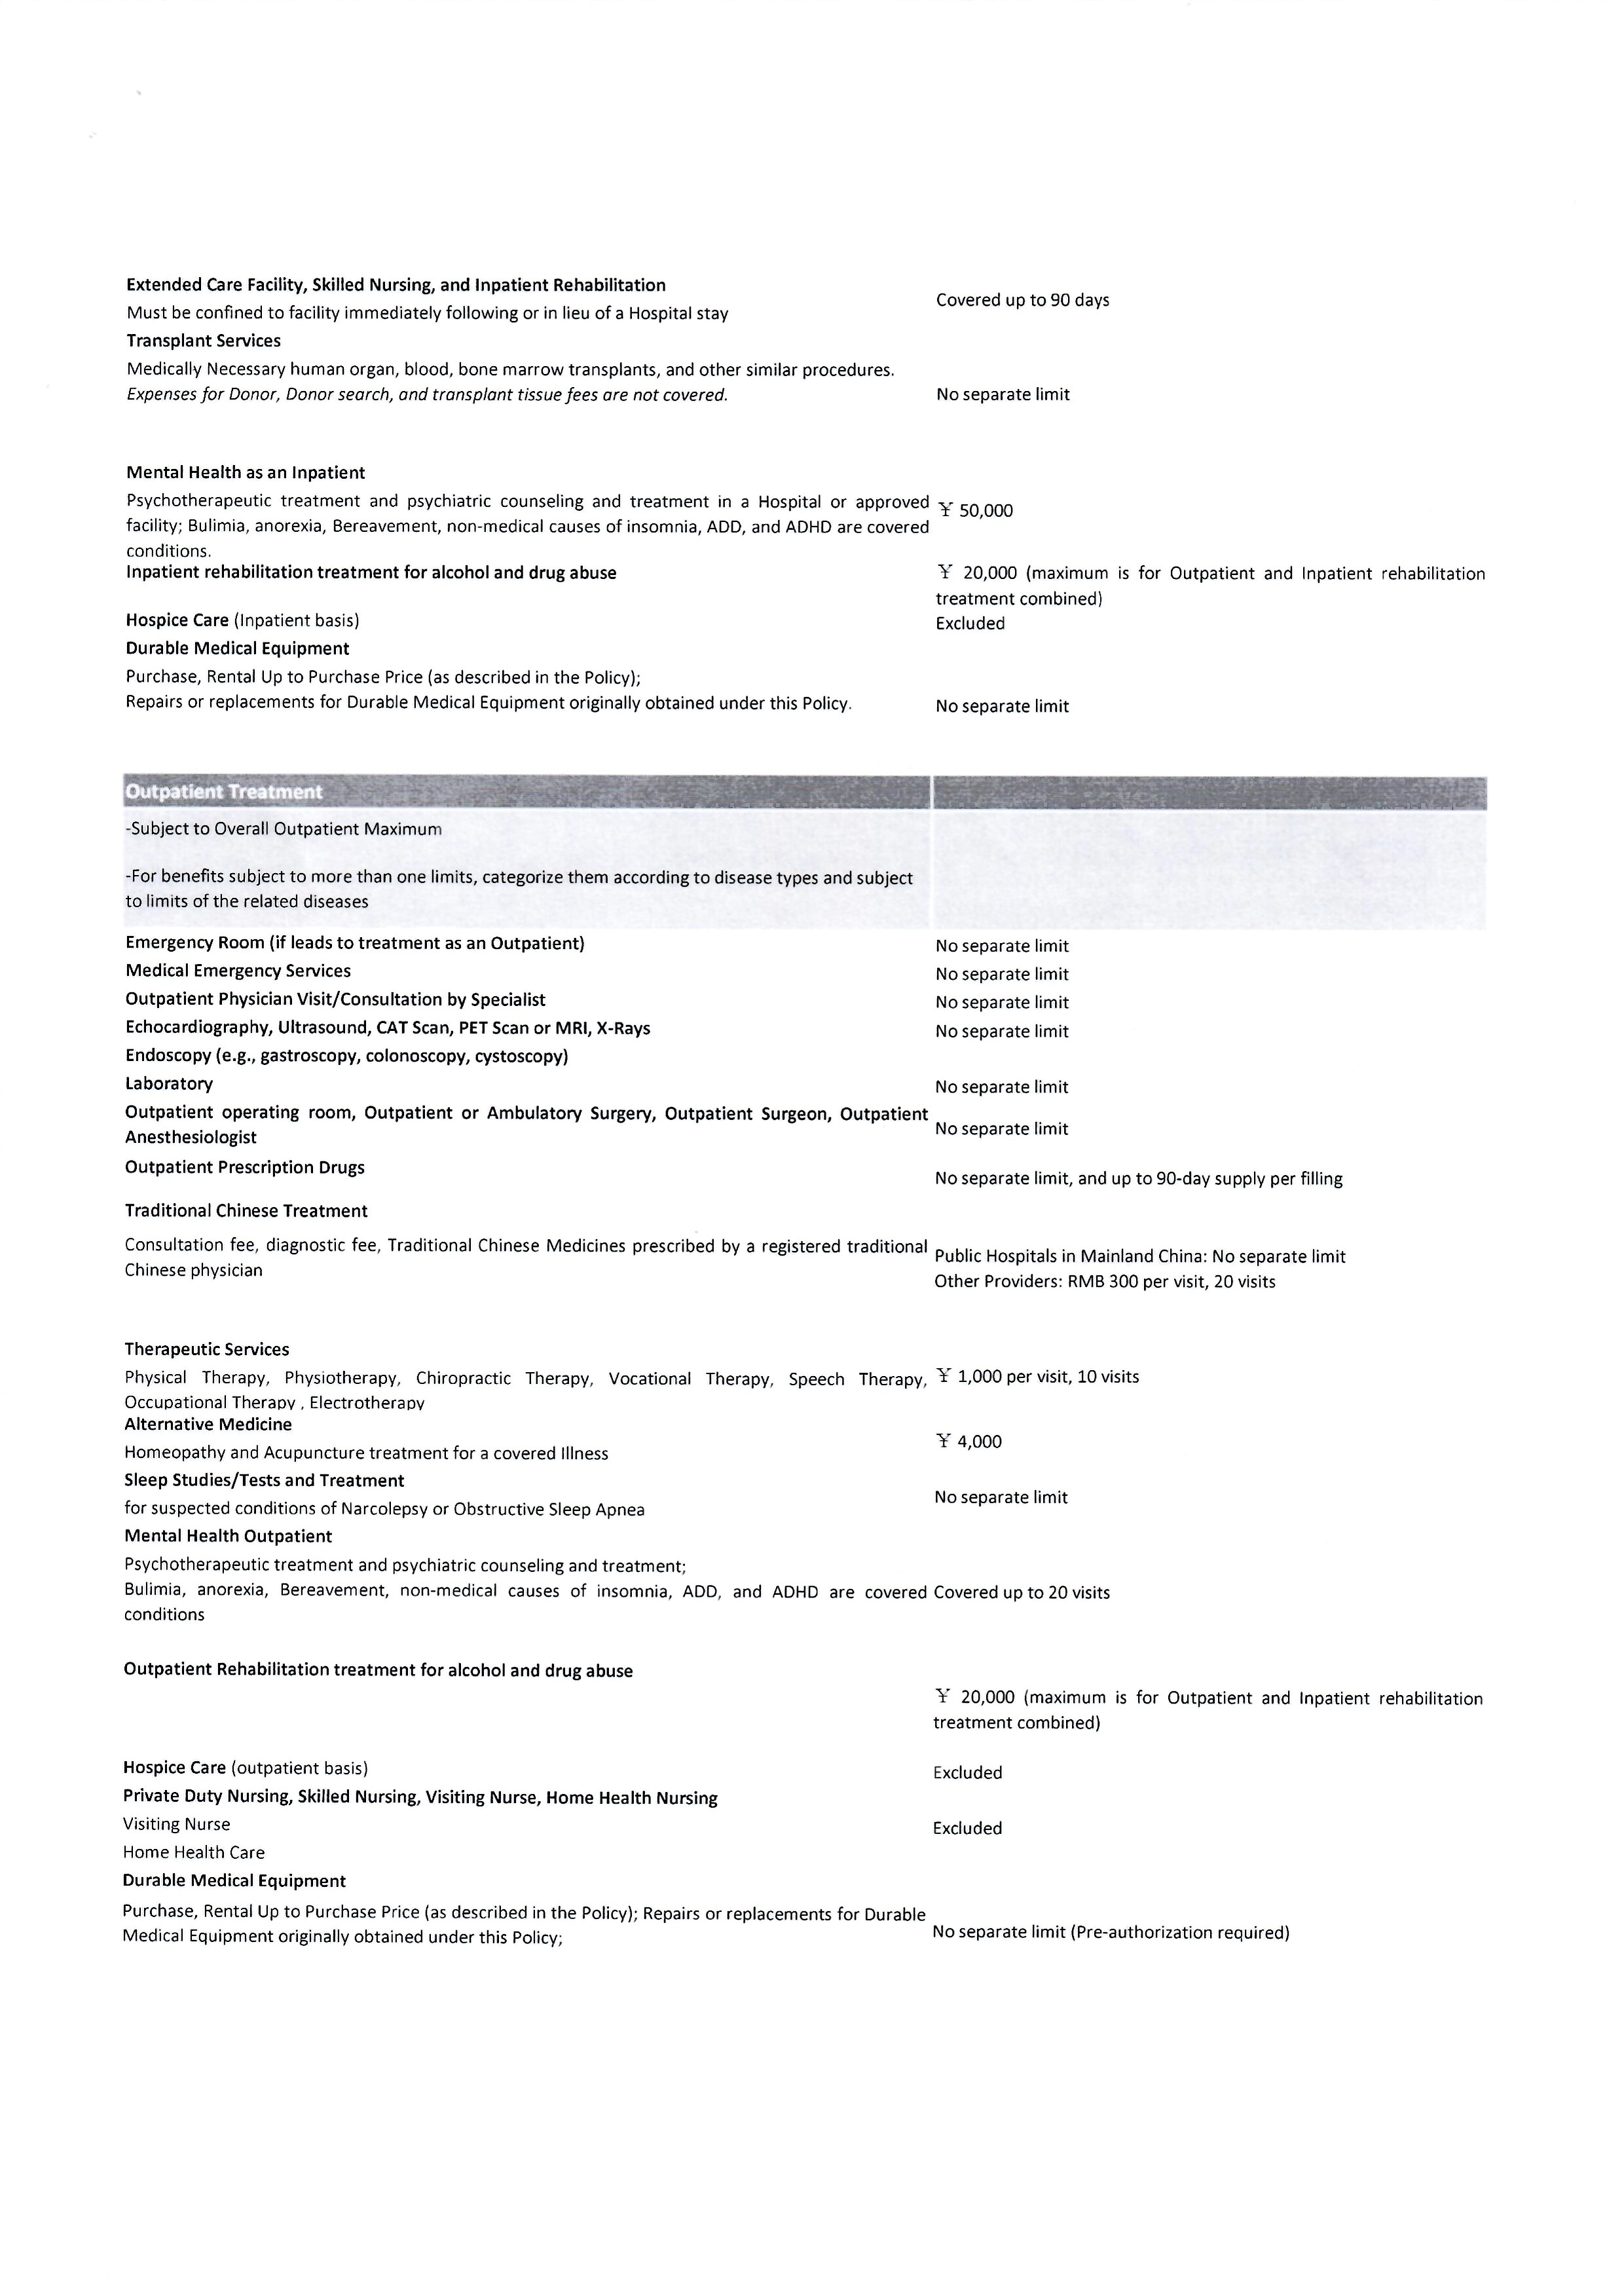 Extended Care Facility, Skilled Nursing, and Inpatient Rehabilitation
Must be confined to facility immediately following or in lieu of a Hospital stay
Covered up to 90 days
Transplant Services
Medically Necessary human organ, blood, bone marrow transplants, and other similar procedures.
Expenses for Donor, Donor search, and transplant tissue fees are not covered.
No separate limit
Mental Health as an Inpatient
Psychotherapeutic treatment and psychiatric counseling and treatment in a Hospital or approved
facility; Bulimia, anorexia, Bereavement, non-medical causes of insomnia, ADD, and ADHD are covered
conditions.
¥ 50,000
Inpatient rehabilitation treatment for alcohol and drug abuse
¥ 20,000 (maximum is for Outpatient and Inpatient rehabilitation
treatment combined)
Hospice Care (Inpatient basis)
Excluded
Durable Medical Equipment
Purchase, Rental Up to Purchase Price (as described in the Policy);
Repairs or replacements for Durable Medical Equipment originally obtained under this Policy.
No separate limit
Outpatient Treatment
-Subject to Overall Outpatient Maximum
-For benefits subject to more than one limits, categorize them according to disease types and subject
to limits of the related diseases
Emergency Room (if leads to treatment as an Outpatient)
No separate limit
Medical Emergency Services
No separate limit
Outpatient Physician Visit/Consultation by Specialist
No separate limit
Echocardiography, Ultrasound, CAT Scan, PET Scan or MRI, X-Rays
No separate limit
Endoscopy (e.g., gastroscopy, colonoscopy, cystoscopy)
Laboratory
No separate limit
Outpatient operating room, Outpatient or Ambulatory Surgery, Outpatient Surgeon, Outpatient
Anesthesiologist
No separate limit
Outpatient Prescription Drugs
No separate limit, and up to 90-day supply per filling
Traditional Chinese Treatment
Consultation fee, diagnostic fee, Traditional Chinese Medicines prescribed by a registered traditional
Chinese physician
Public Hospitals in Mainland China: No separate limit
Other Providers: RMB 300 per visit, 20 visits
Therapeutic Services
Physical Therapy, Physiotherapy, Chiropractic Therapy, Vocational Therapy, Speech Therapy,
Occupational Therapy , Electrotherapy
¥ 1,000 per visit, 10 visits
Alternative Medicine
Homeopathy and Acupuncture treatment for a covered Illness
¥ 4,000
Sleep Studies/Tests and Treatment
for suspected conditions of Narcolepsy or Obstructive Sleep Apnea
No separate limit
Mental Health Outpatient
Psychotherapeutic treatment and psychiatric counseling and treatment;
Bulimia, anorexia, Bereavement, non-medical causes of insomnia, ADD, and ADHD are covered
conditions
Covered up to 20 visits
Outpatient Rehabilitation treatment for alcohol and drug abuse
¥ 20,000 (maximum is for Outpatient and Inpatient rehabilitation
treatment combined)
Hospice Care (outpatient basis)
Excluded
Private Duty Nursing, Skilled Nursing, Visiting Nurse, Home Health Nursing
Visiting Nurse
Home Health Care
Excluded
Durable Medical Equipment
Purchase, Rental Up to Purchase Price (as described in the Policy); Repairs or replacements for Durable
Medical Equipment originally obtained under this Policy;
No separate limit (Pre-authorization required)